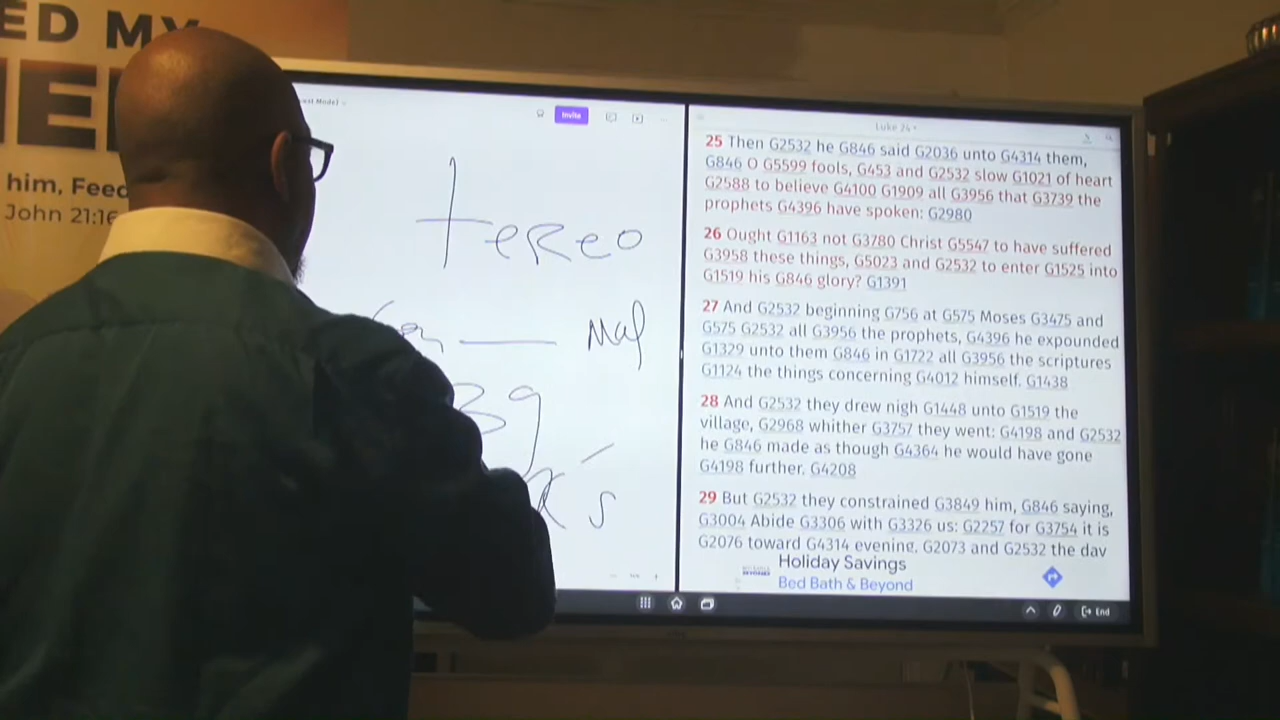 ED MY
him, Feed
John 21:16
Invite
tereo
Mal
39
's
Luke 24
25 Then G2532 he G846 said G2036 unto G4314 them,
G846 O G5599 fools, G453 and G2532 slow G1021 of heart
G2588 to believe G4100 G1909 all G3956 that G3739 the
prophets G4396 have spoken: G2980
26 Ought G1163 not G3780 Christ G5547 to have suffered
G3958 these things, G5023 and G2532 to enter G1525 into
G1519 his G846 glory? G1391
27 And G2532 beginning G756 at G575 Moses G3475 and
G575 G2532 all G3956 the prophets, G4396 he expounded
G1329 unto them G846 in G1722 all G3956 the scriptures
G1124 the things concerning G4012 himself. G1438
28 And G2532 they drew nigh G1448 unto G1519 the
village, G2968 whither G3757 they went: G4198 and G2532
he G846 made as though G4364 he would have gone
G4198 further. G4208
29 But G2532 they constrained G3849 him, G846 saying,
G3004 Abide G3306 with G3326 us: G2257 for G3754 it is
G2076 toward G4314 evening, G2073 and G2532 the day
Holiday Savings
Bed Bath & Beyond
End